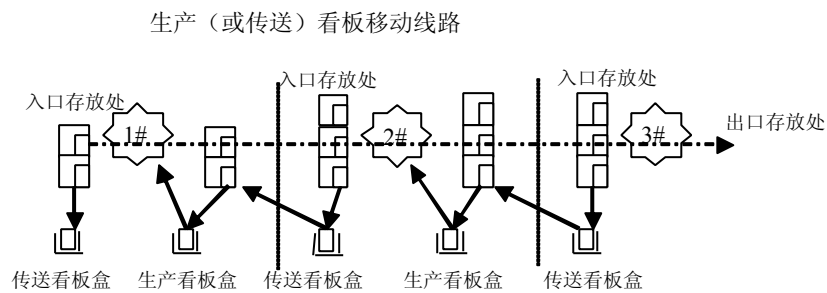 生产（或传送）看板移动线路
入口存放处
入口存放处
入口存放处
1#
2#
3#
出口存放处
传送看板盒
生产看板盒
传送看板盒
生产看板盒
传送看板盒